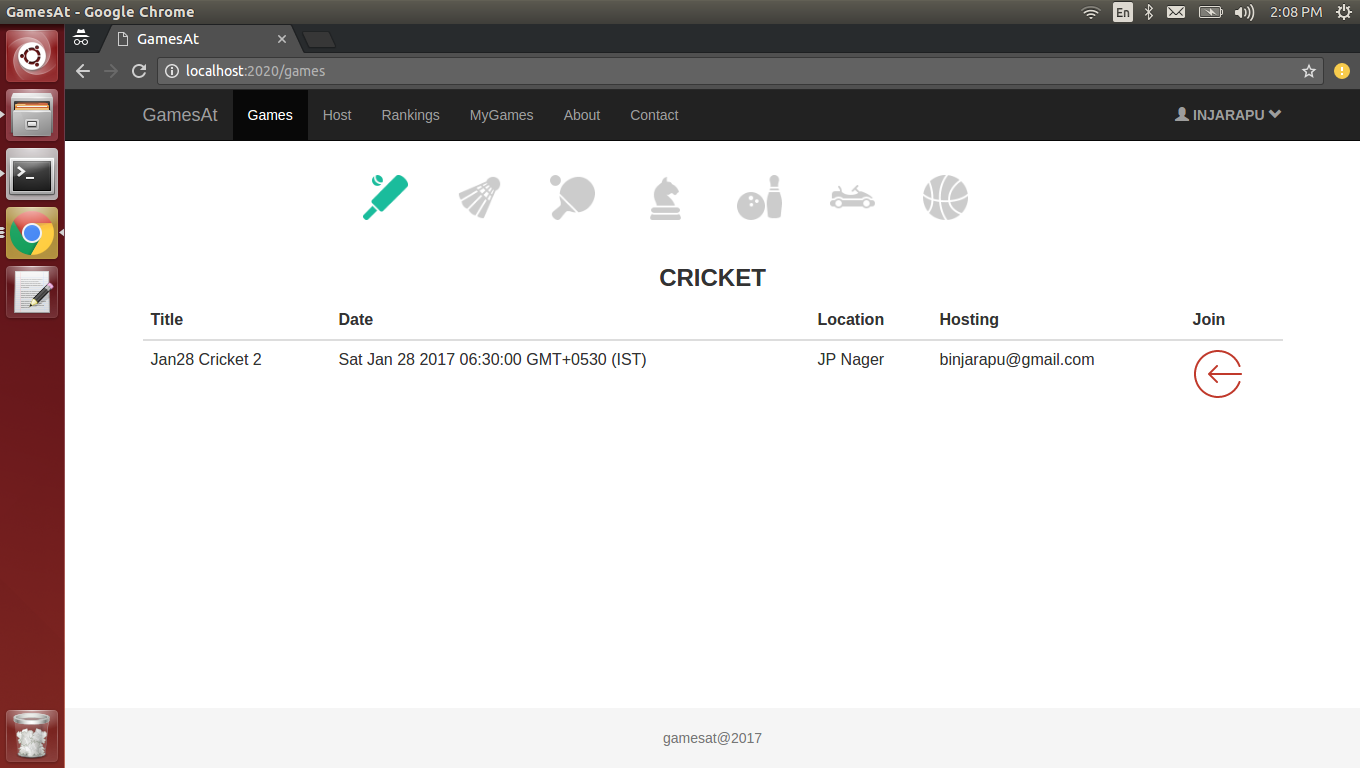 GamesAt - Google Chrome
En
2:08 PM
GamesAt
localhost:2020/games
GamesAt Games Host Rankings MyGames About Contact INJARAPU
CRICKET
Title Date Location Hosting Join
Jan28 Cricket 2 Sat Jan 28 2017 06:30:00 GMT+0530 (IST) JP Nager binjarapu@gmail.com
gamesat@2017